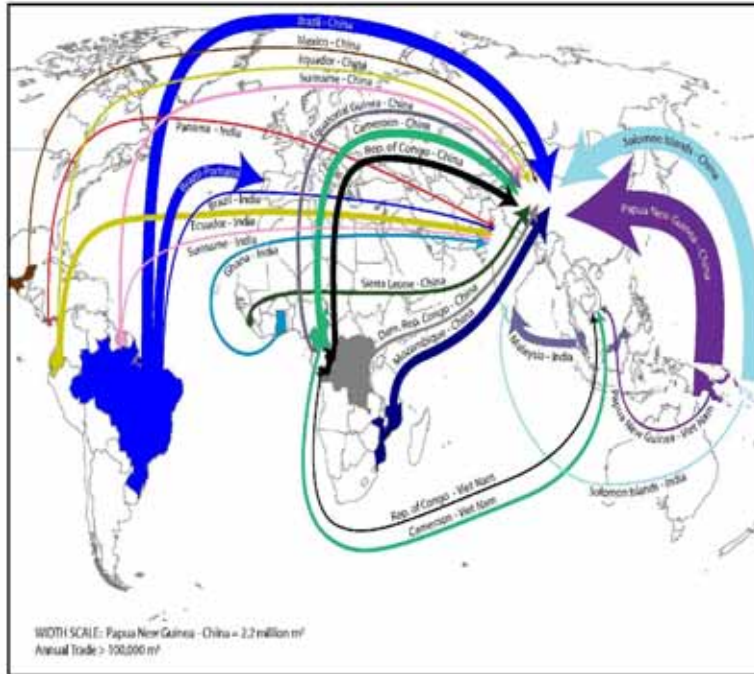 Brazil - China
Mexico - China
Equador - China
Suriname - China
Equatorial Guinea - China
Cameroon - China
Rep. of Congo - China
Panama - India
Brazil-Portugal
Brazil - India
Ecuador - India
Suriname - India
Ghana - India
Sierra Leone - China
Dem. Rep. Congo - China
Mozambique - China
Solomon Islands - China
Papua New Guinea - China
Malaysia - India
Papua New Guinea - Viet Nam
Solomon Islands - India
Rep. of Congo - Viet Nam
Cameroon - Viet Nam
WIDTH SCALE: Papua New Guinea - China = 2.2 million m³
Annual Trade > 100,000 m³